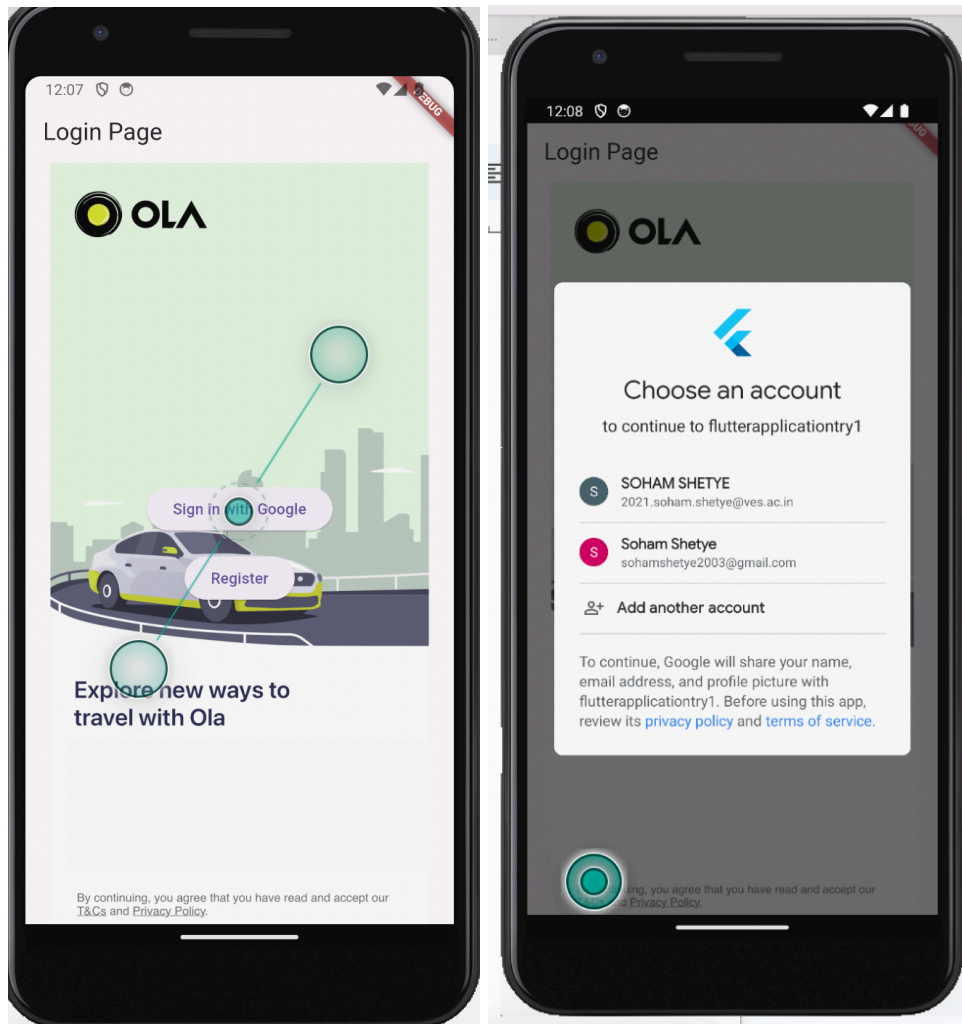 12:07
DEBUG
Login Page
OLA
Sign in with Google
Register
Explore new ways to
travel with Ola
By continuing, you agree that you have read and accept our
T&Cs and Privacy Policy.
...
12:08
UG
Login Page
OLA
Choose an account
to continue to flutterapplicationtry1
S
SOHAM SHETYE
2021.soham.shetye@ves.ac.in
S
Soham Shetye
sohamshetye2003@gmail.com
Add another account
To continue, Google will share your name,
email address, and profile picture with
flutterapplicationtry1. Before using this app,
review its privacy policy and terms of service.
uing, you agree that you have read and accept our
Privacy Policy.